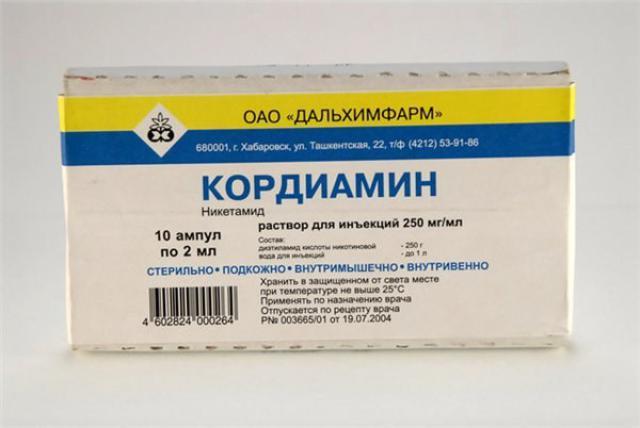 ОАО «ДАЛЬХИМФАРМ»
680001, г. Хабаровск, ул. Ташкентская, 22, т/ф (4212) 53-91-86
КОРДИАМИН
Никетамид
раствор для инъекций 250 мг/мл
10 ампул
по 2 мл
Состав:
диэтиламид кислоты никотиновой - 250 г
вода для инъекций - до 1 л
СТЕРИЛЬНО • ПОДКОЖНО • ВНУТРИМЫШЕЧНО • ВНУТРИВЕННО
Хранить в защищенном от света месте
при температуре не выше 25°С
Применять по назначению врача
Отпускается по рецепту врача
Р№ 003665/01 от 19.07.2004
4 602824 000264